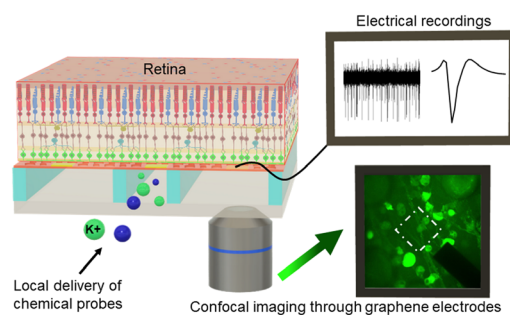 Electrical recordings
Retina
K+
Local delivery of
chemical probes
Confocal imaging through graphene electrodes